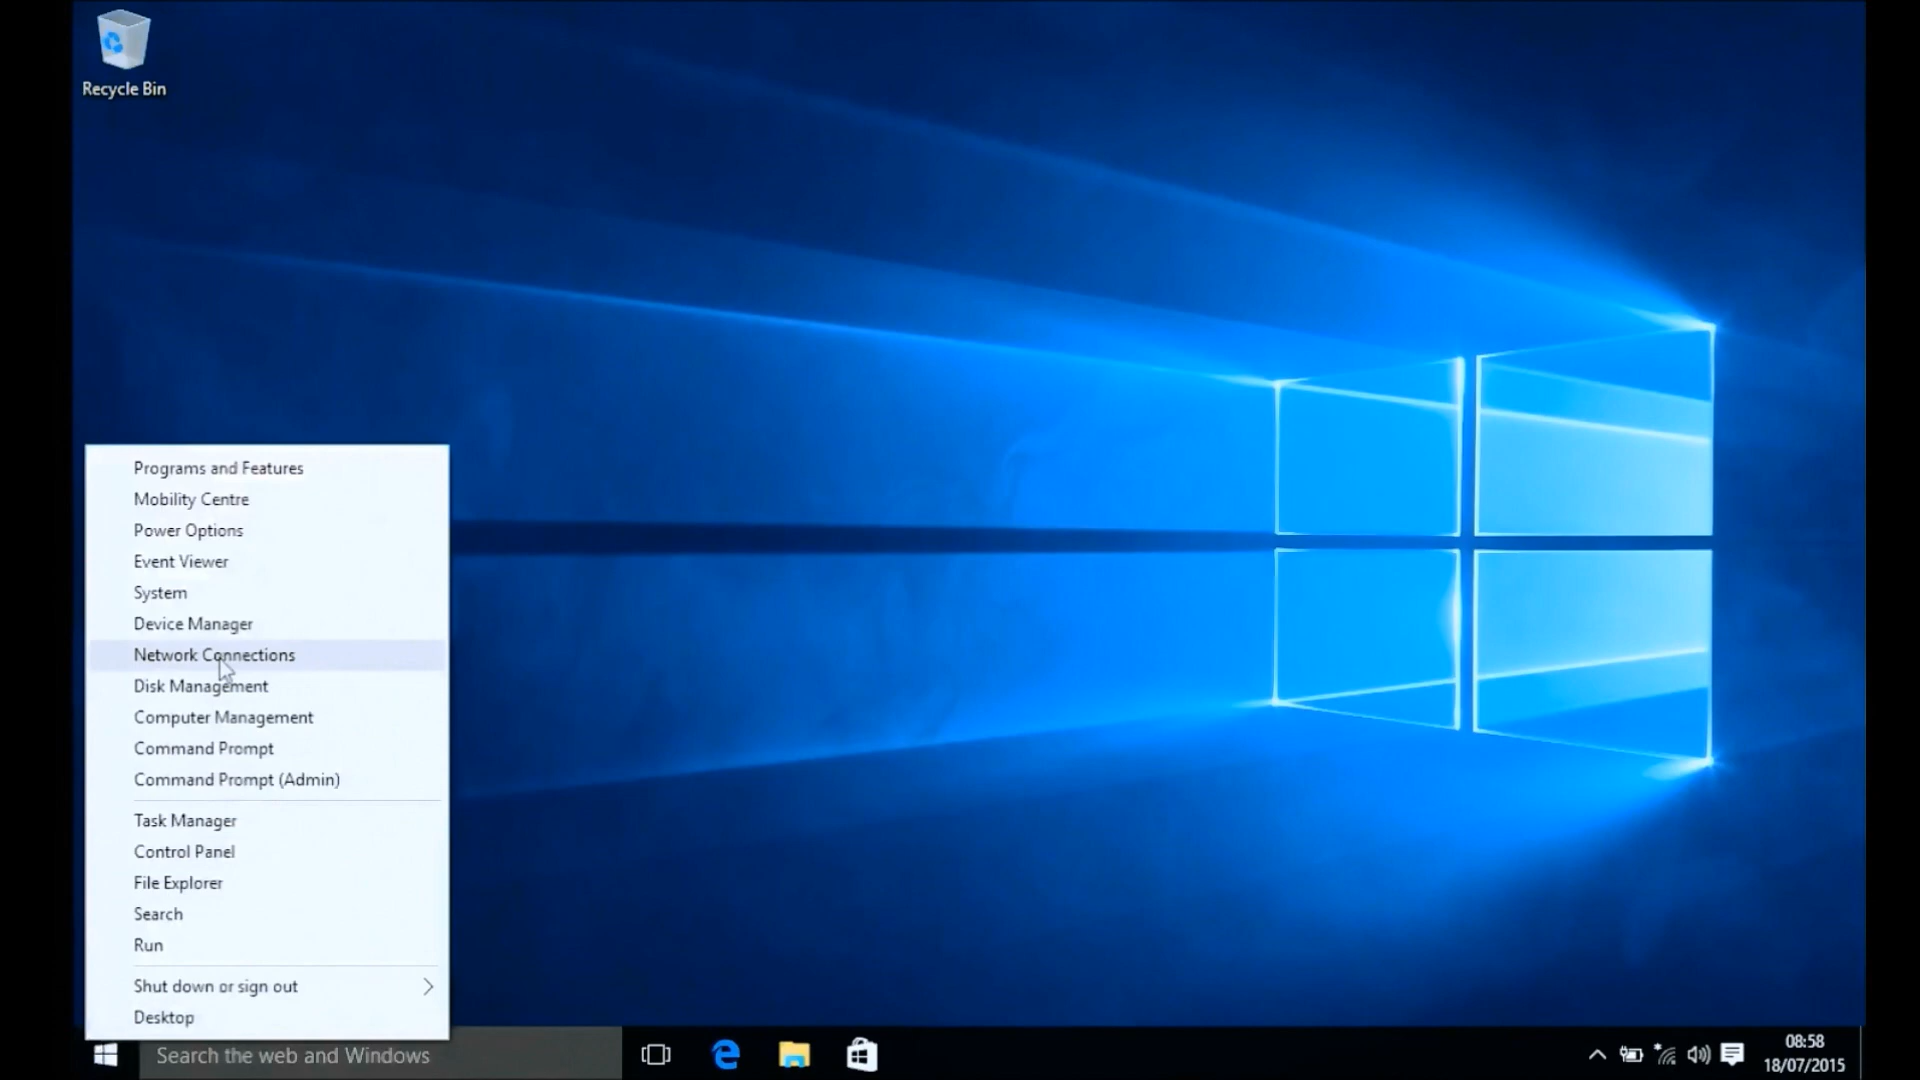 Recycle Bin
Programs and Features
Mobility Centre
Power Options
Event Viewer
System
Device Manager
Network Connections
Disk Management
Computer Management
Command Prompt
Command Prompt (Admin)
Task Manager
Control Panel
File Explorer
Search
Run
Shut down or sign out
Desktop
Search the web and Windows
08:58
18/07/2015